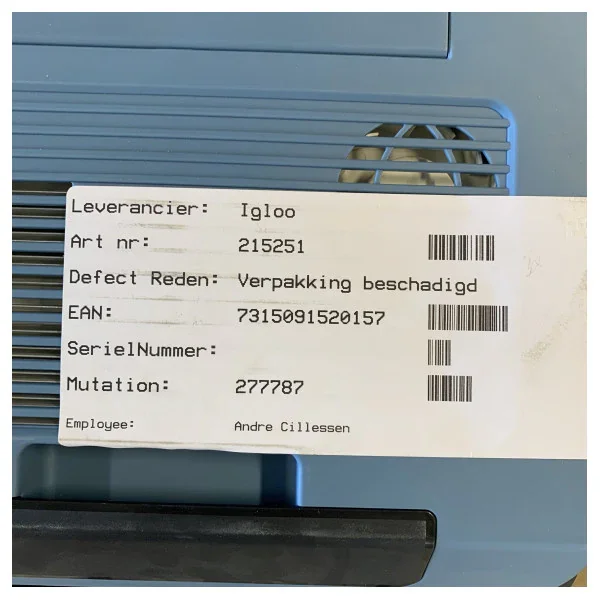 Leverancier: Igloo
Art nr: 215251
Defect Reden: Verpakking beschadigd
EAN: 7315091520157
SerielNummer:
Mutation: 277787
Employee: Andre Cillessen